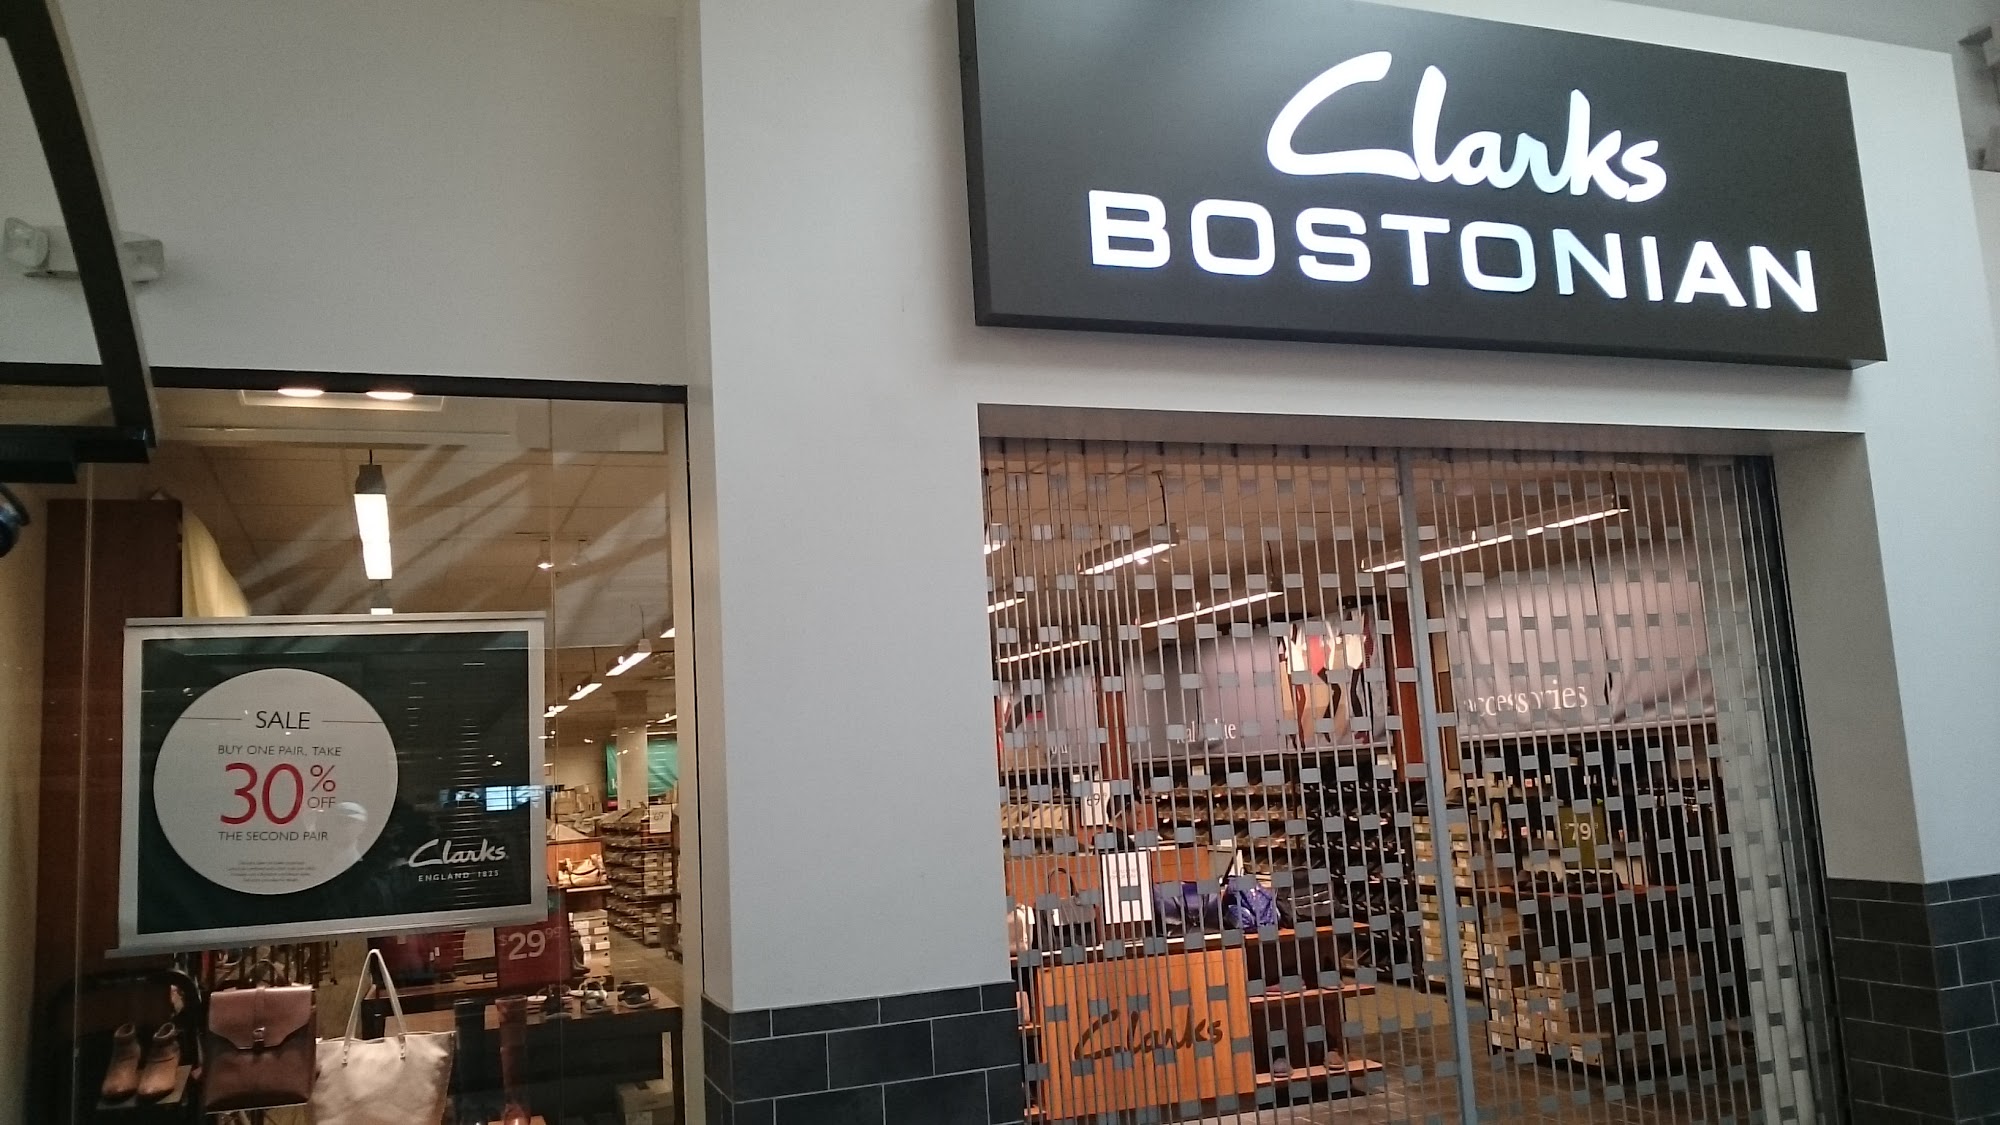 Clarks
BOSTONIAN
SALE
BUY ONE PAIR, TAKE
30% OFF
THE SECOND PAIR
Clarks
ENGLAND 1825
$29
accessories
69
$79
Clarks